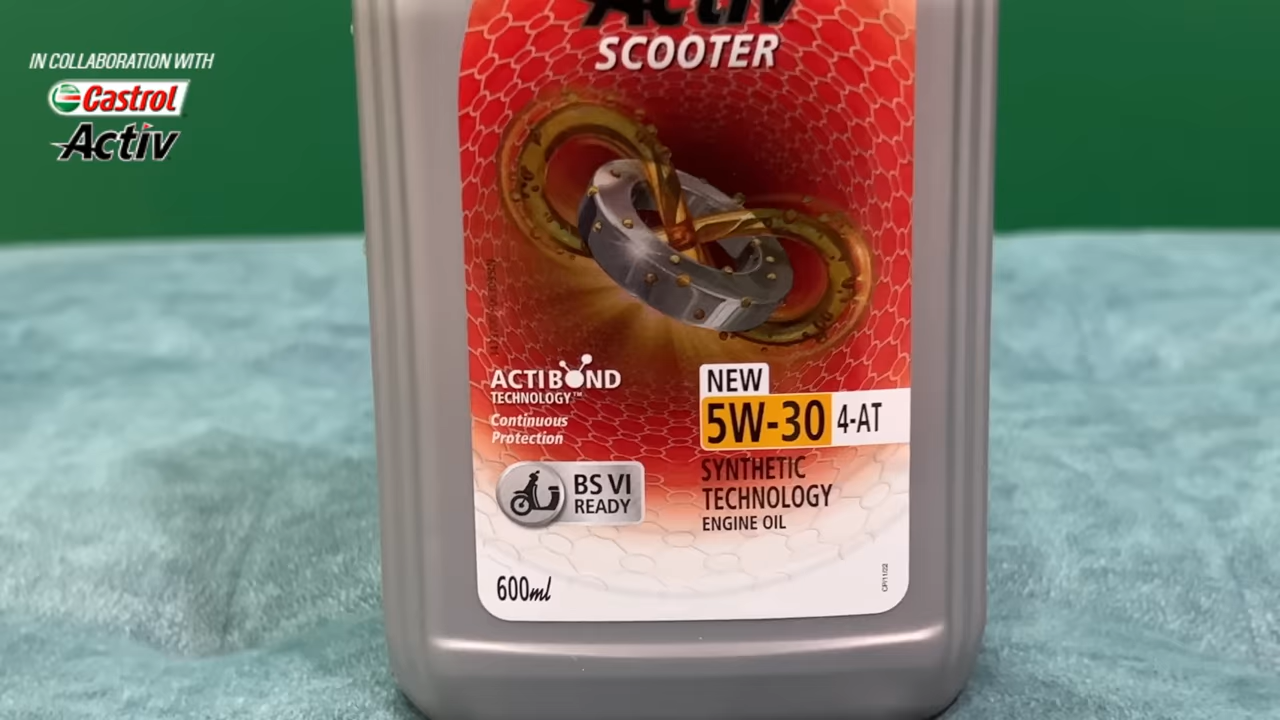 IN COLLABORATION WITH
Castrol
Activ
Activ
SCOOTER
ACTIBOND
TECHNOLOGY™
Continuous
Protection
NEW
5W-30 4-AT
SYNTHETIC
TECHNOLOGY
ENGINE OIL
BS VI
READY
600ml